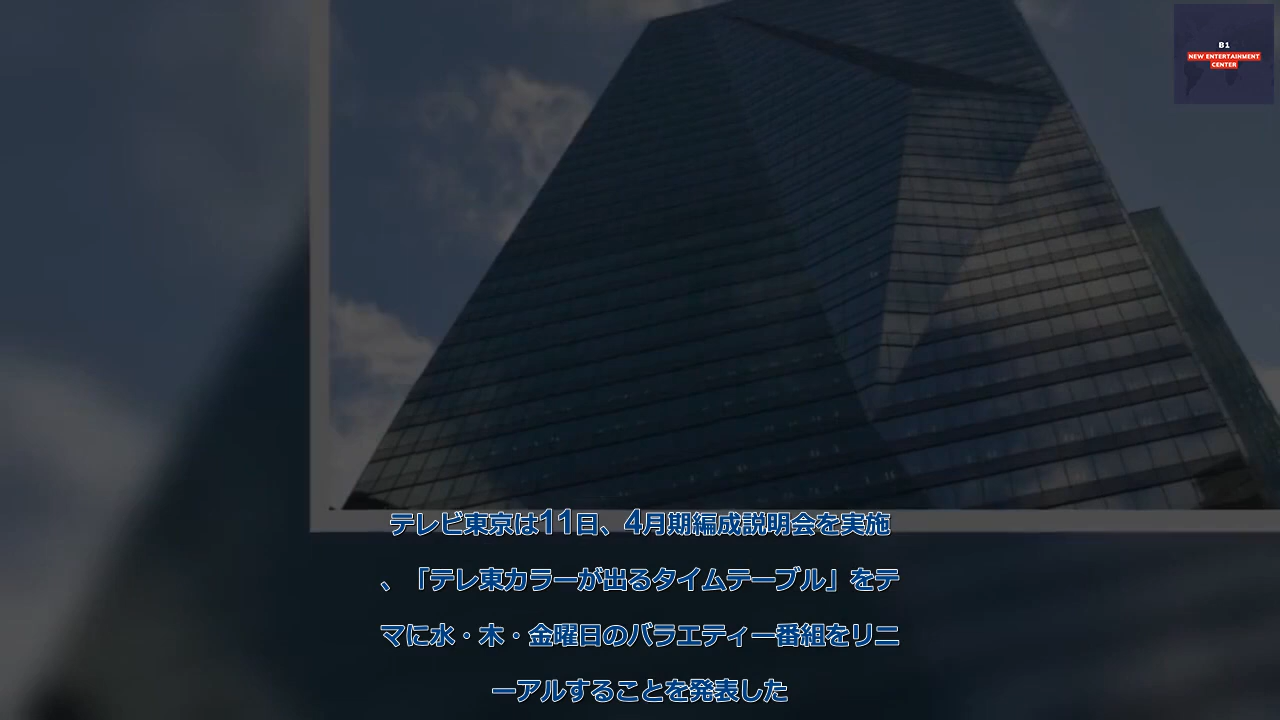 B1
NEW ENTERTAINMENT
CENTER
テレビ東京は11日、4月期編成説明会を実施
、「テレ東カラーが出るタイムテーブル」をテ
マに水・木・金曜日のバラエティー番組をリニ
ーアルすることを発表した